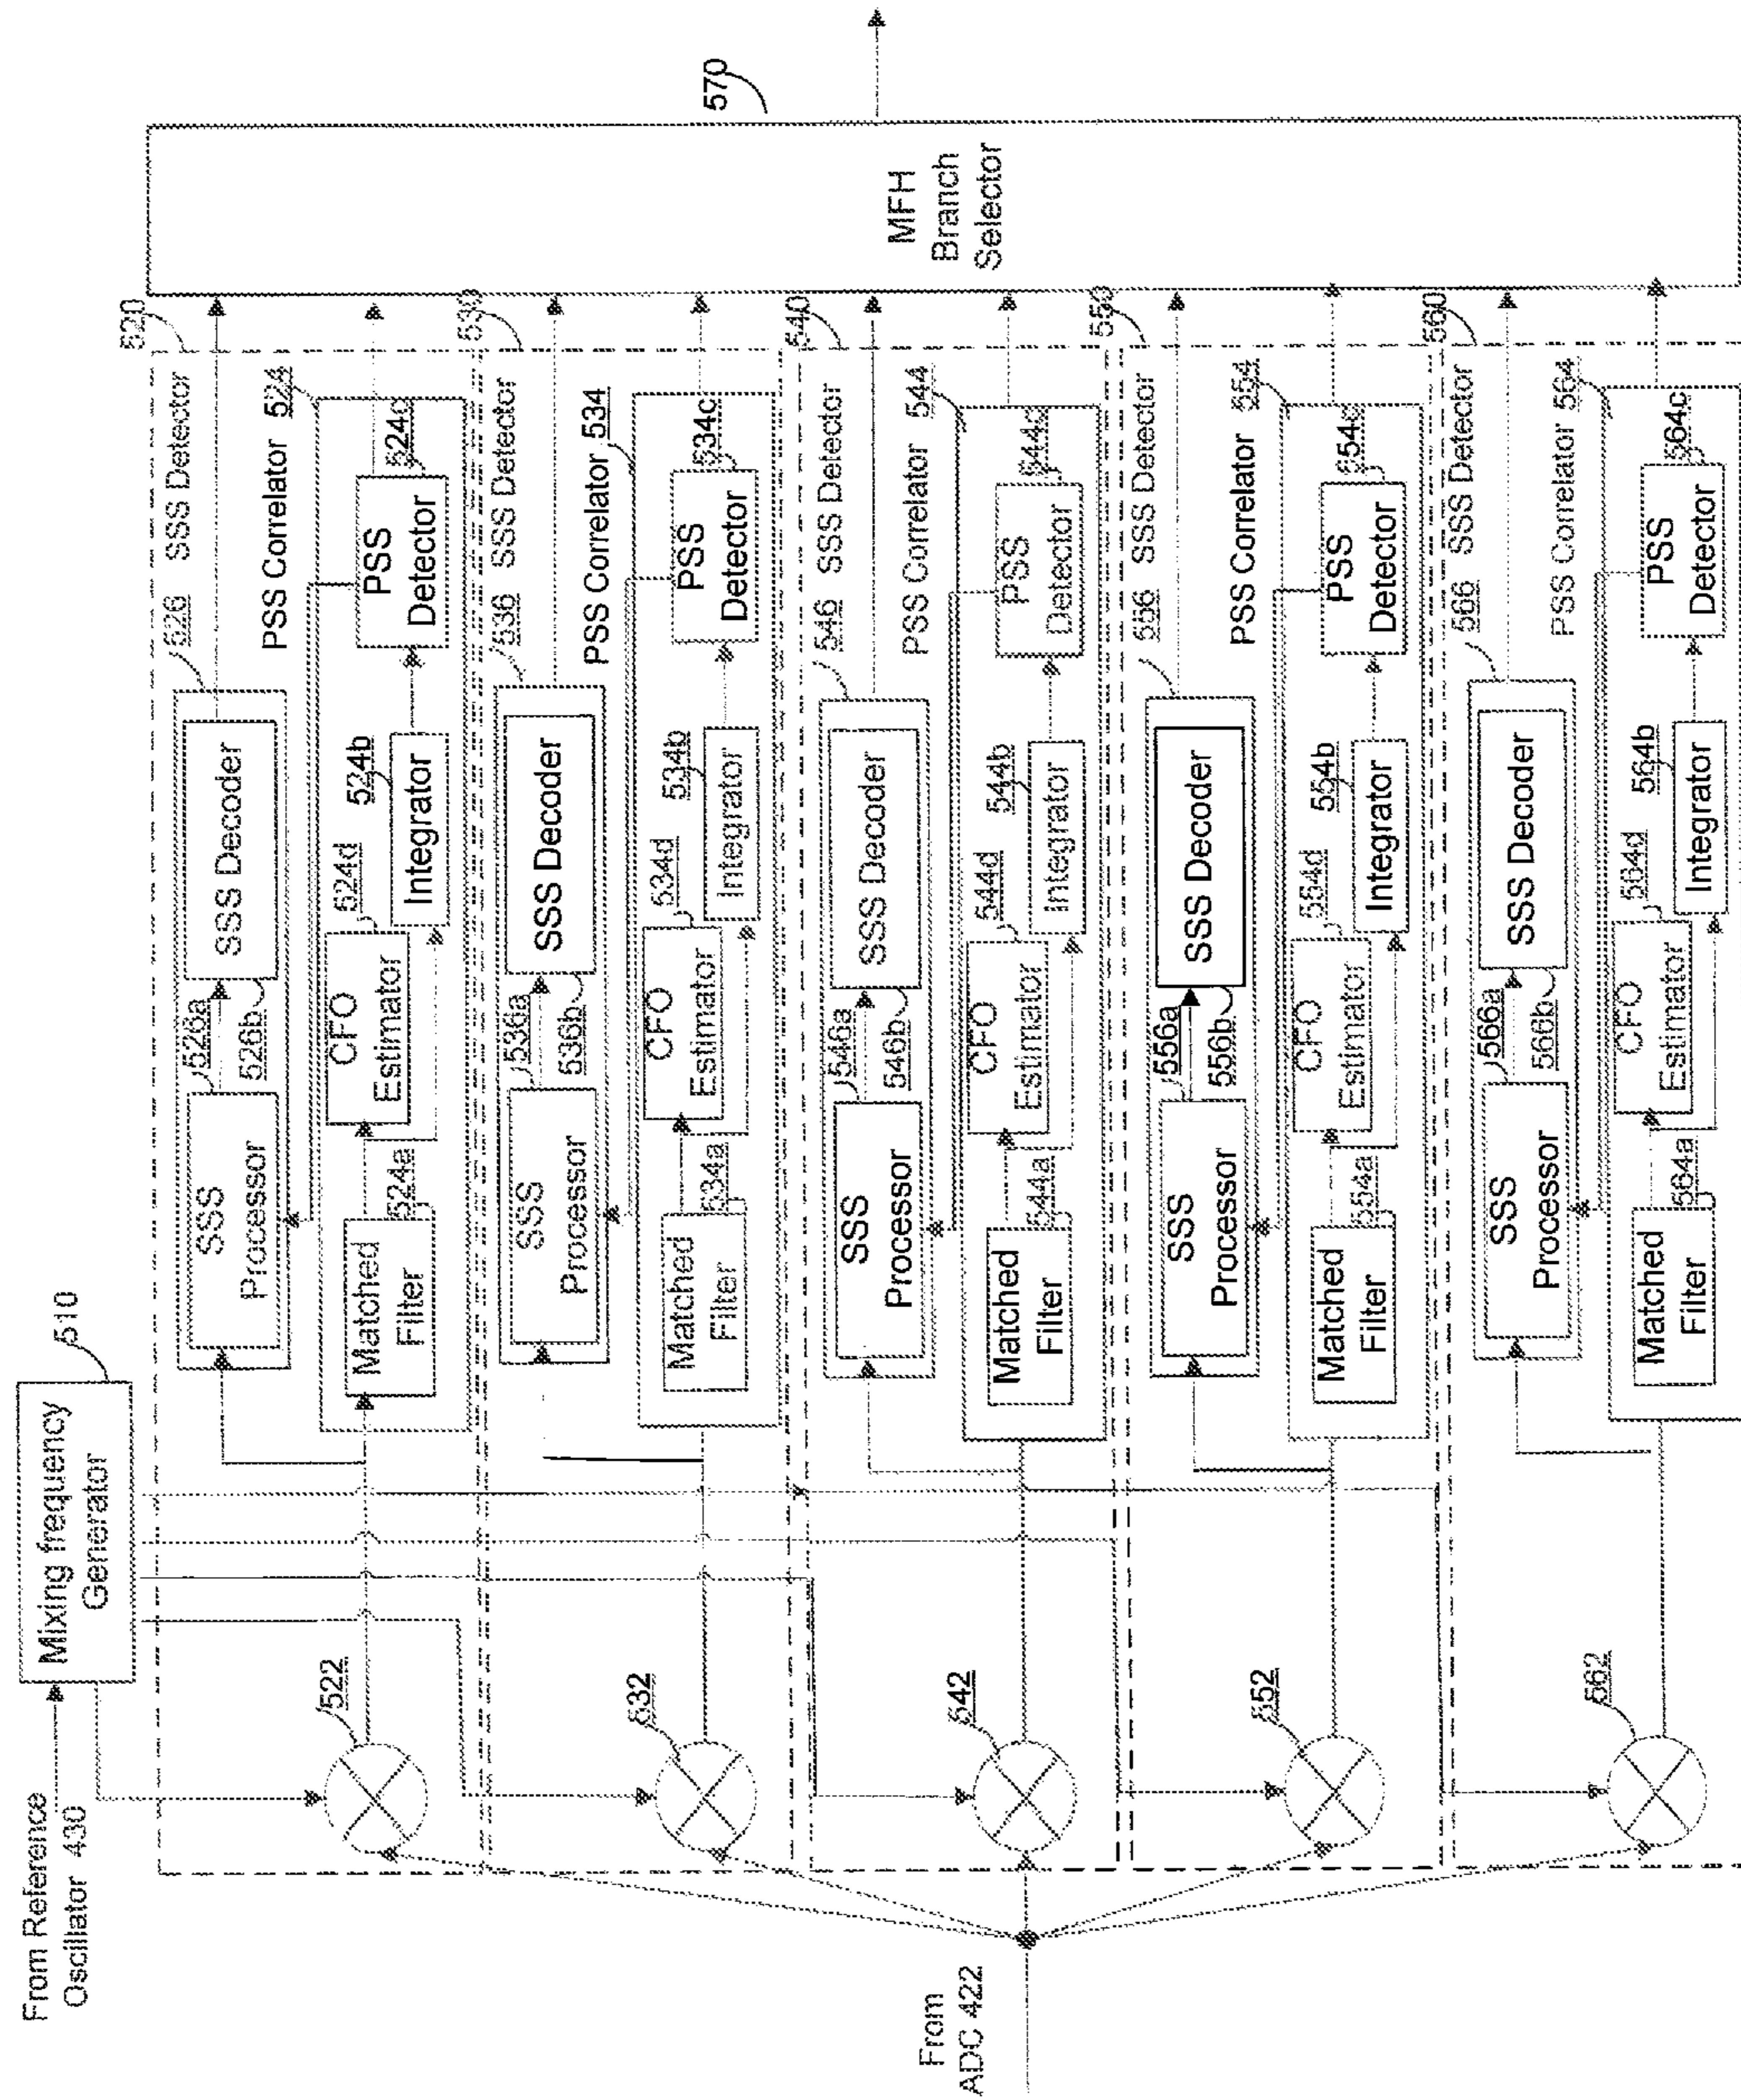 From Reference
Oscillator 430
Mixing frequency
Generator
510
From
ADC 422
520
526 SSS Detector
SSS
Processor
526a
526b
SSS Decoder
PSS Correlator 524
522
Matched
Filter
524a
CFO
Estimator
524d
Integrator
524b
PSS
Detector
524c
530
536 SSS Detector
SSS
Processor
536a
536b
SSS Decoder
PSS Correlator 534
532
Matched
Filter
534a
CFO
Estimator
534d
Integrator
534b
PSS
Detector
534c
540
546 SSS Detector
SSS
Processor
546a
546b
SSS Decoder
PSS Correlator 544
542
Matched
Filter
544a
CFO
Estimator
544d
Integrator
544b
PSS
Detector
544c
550
556 SSS Detector
SSS
Processor
556a
556b
SSS Decoder
PSS Correlator 554
552
Matched
Filter
554a
CFO
Estimator
554d
Integrator
554b
PSS
Detector
554c
560
566 SSS Detector
SSS
Processor
566a
566b
SSS Decoder
PSS Correlator 564
562
Matched
Filter
564a
CFO
Estimator
564d
Integrator
564b
PSS
Detector
564c
MFH
Branch
Selector
570